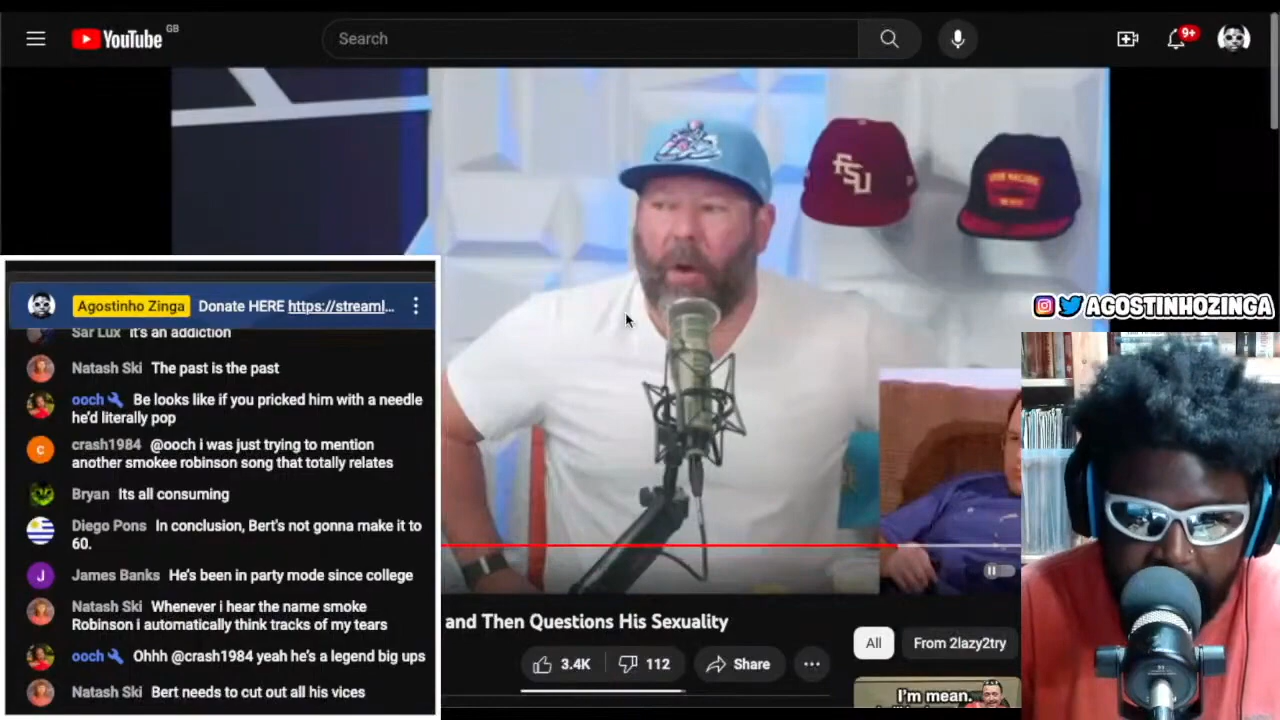 YouTube GB
Search
9+
FSU
Agostinho Zinga Donate HERE https://streaml...
Sar Lux It's an addiction
Natash Ski The past is the past
ooch Be looks like if you pricked him with a needle
he'd literally pop
crash1984 @ooch i was just trying to mention
another smokee robinson song that totally relates
Bryan Its all consuming
Diego Pons In conclusion, Bert's not gonna make it to
60.
James Banks He's been in party mode since college
Natash Ski Whenever i hear the name smoke
Robinson i automatically think tracks of my tears
ooch Ohhh @crash1984 yeah he's a legend big ups
Natash Ski Bert needs to cut out all his vices
AGOSTINHOZINGA
and Then Questions His Sexuality
3.4K
112
Share
All
From 2lazy2try
I'm mean.